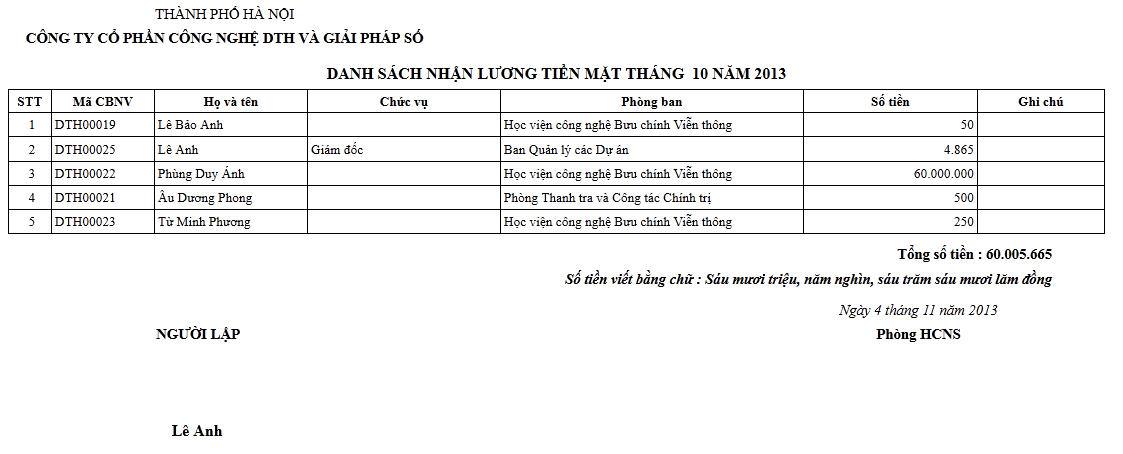 THÀNH PHỐ HÀ NỘI
CÔNG TY CỔ PHẦN CÔNG NGHỆ DTH VÀ GIẢI PHÁP SỐ
DANH SÁCH NHẬN LƯƠNG TIỀN MẶT THÁNG 10 NĂM 2013
STT Mã CBNV Họ và tên Chức vụ Phòng ban Số tiền Ghi chú
1 DTH00019 Lê Bảo Anh Học viện công nghệ Bưu chính Viễn thông 50
2 DTH00025 Lê Anh Giám đốc Ban Quản lý các Dự án 4.865
3 DTH00022 Phùng Duy Ánh Học viện công nghệ Bưu chính Viễn thông 60.000.000
4 DTH00021 Âu Dương Phong Phòng Thanh tra và Công tác Chính trị 500
5 DTH00023 Từ Minh Phương Học viện công nghệ Bưu chính Viễn thông 250
Tổng số tiền : 60.005.665
Số tiền viết bằng chữ : Sáu mươi triệu, năm nghìn, sáu trăm sáu mươi lăm đồng
Ngày 4 tháng 11 năm 2013
NGƯỜI LẬP Phòng HCNS
Lê Anh